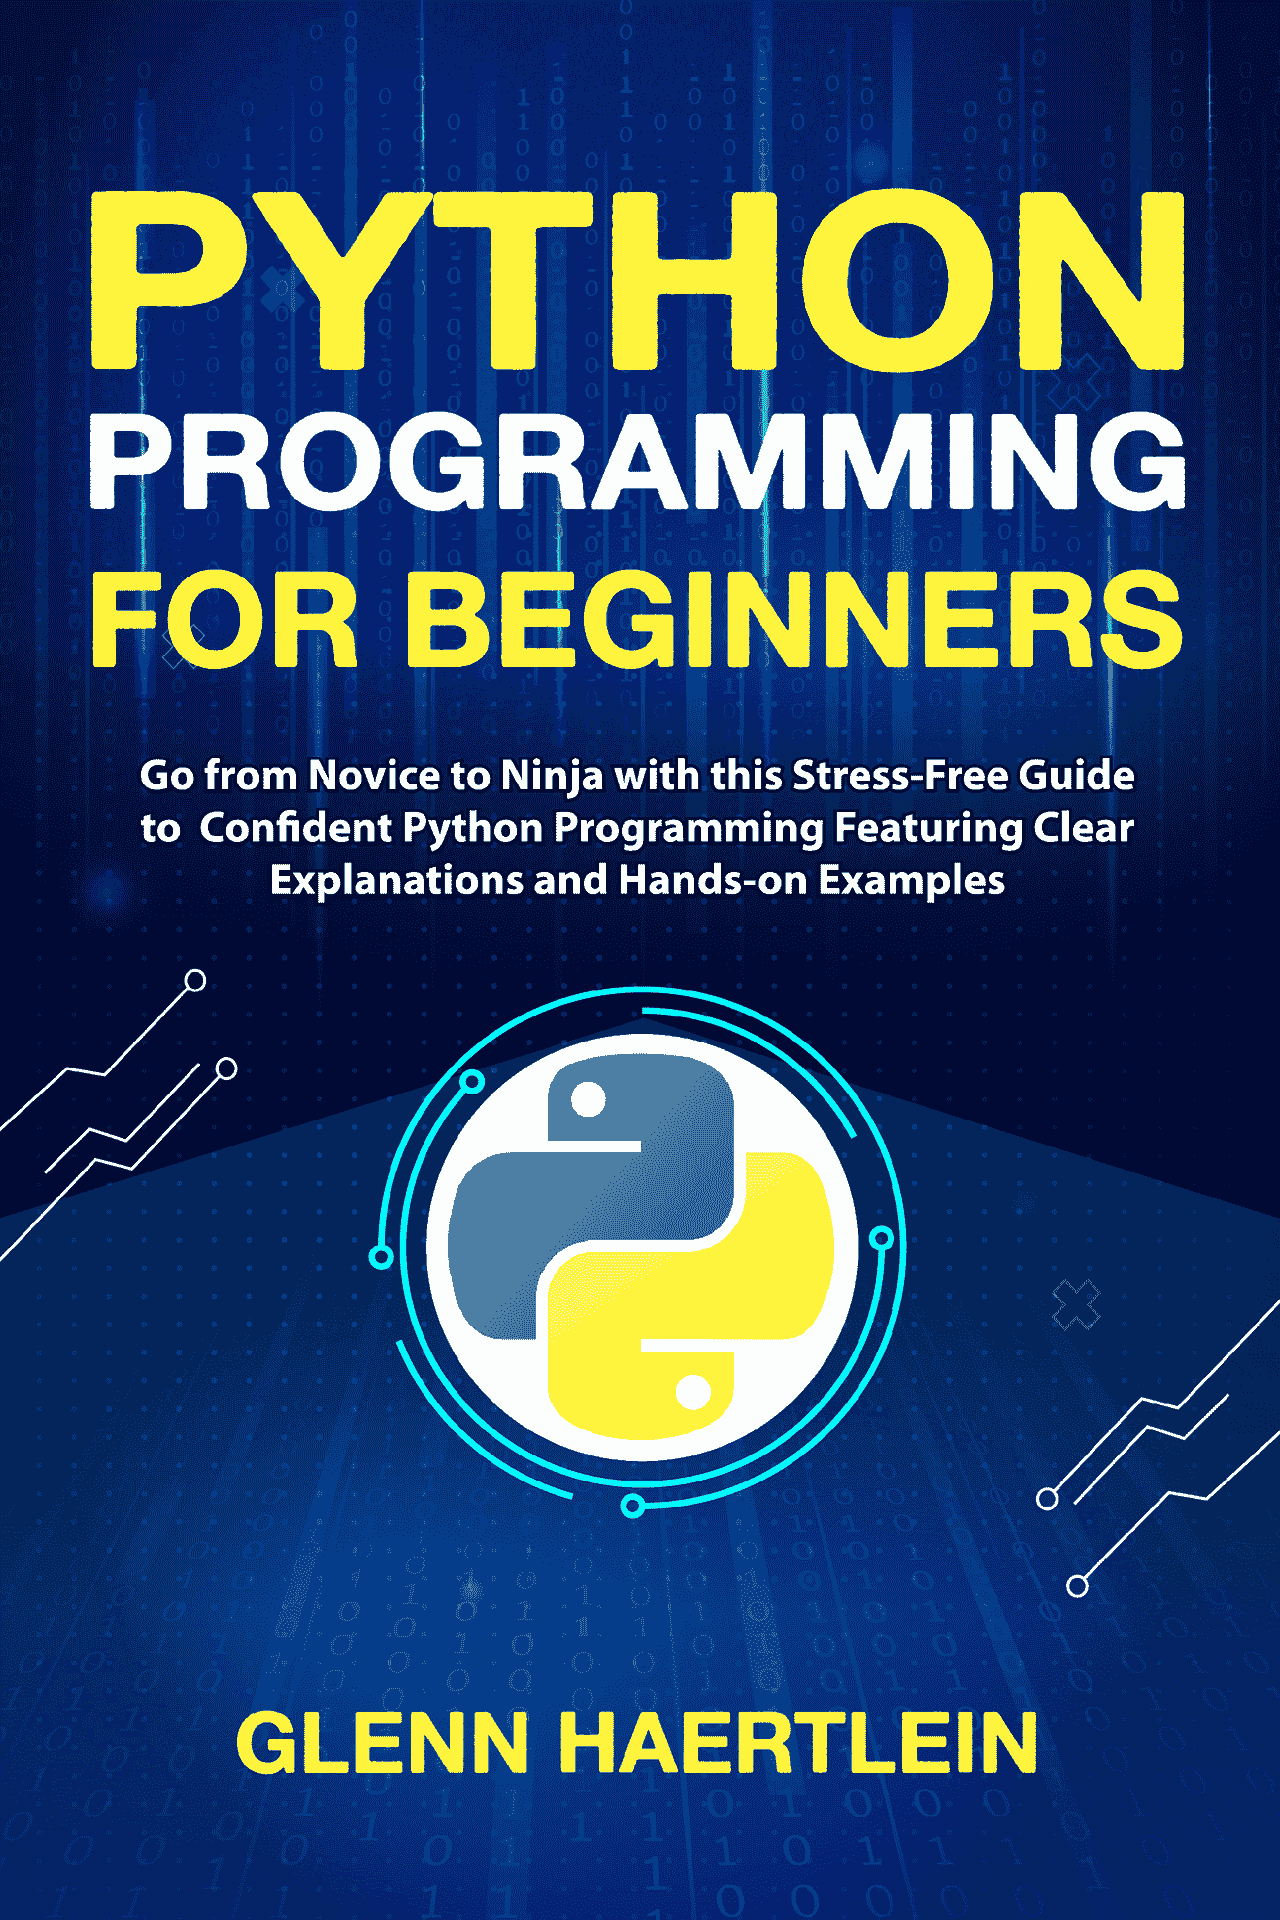 PYTHON
PROGRAMMING
FOR BEGINNERS
Go from Novice to Ninja with this Stress-Free Guide
to Confident Python Programming Featuring Clear
Explanations and Hands-on Examples
GLENN HAERTLEIN